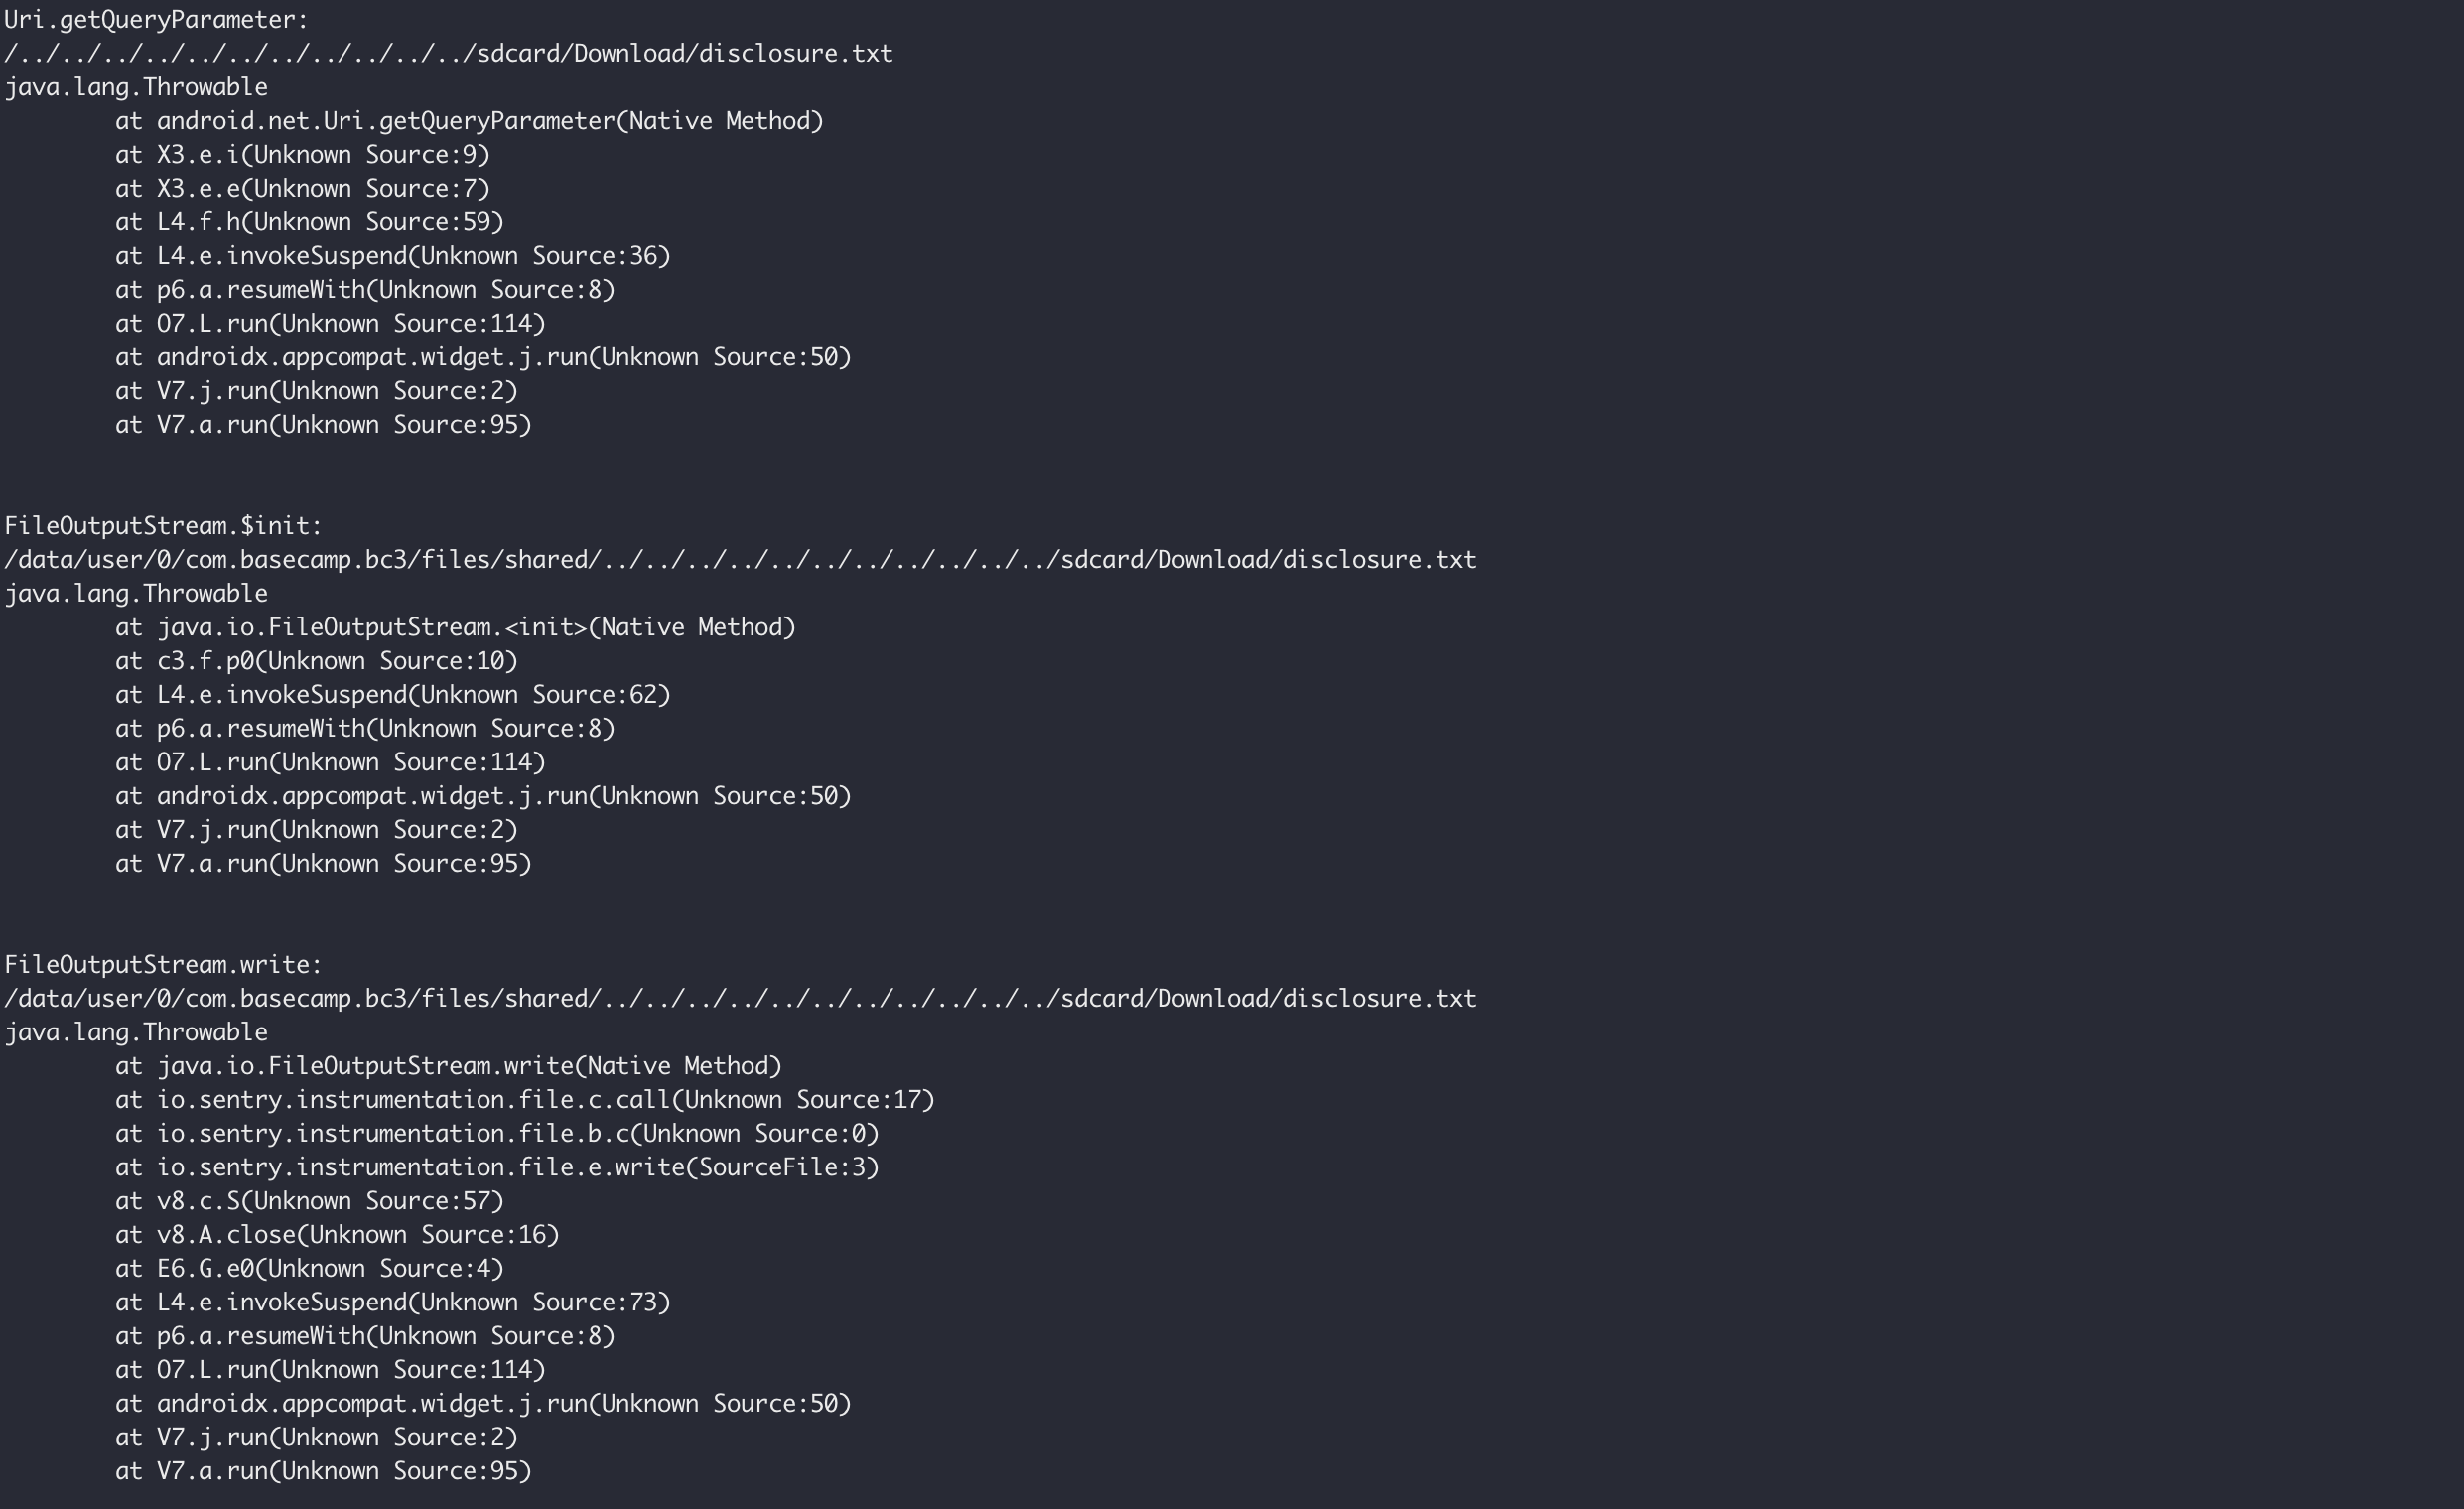 Uri.getQueryParameter:
/../../../../../../../../../../../sdcard/Download/disclosure.txt
java.lang.Throwable
at android.net.Uri.getQueryParameter(Native Method)
at X3.e.i(Unknown Source:9)
at X3.e.e(Unknown Source:7)
at L4.f.h(Unknown Source:59)
at L4.e.invokeSuspend(Unknown Source:36)
at p6.a.resumeWith(Unknown Source:8)
at O7.L.run(Unknown Source:114)
at androidx.appcompat.widget.j.run(Unknown Source:50)
at V7.j.run(Unknown Source:2)
at V7.a.run(Unknown Source:95)
FileOutputStream.$init:
/data/user/0/com.basecamp.bc3/files/shared/../../../../../../../../../../../sdcard/Download/disclosure.txt
java.lang.Throwable
at java.io.FileOutputStream.<init>(Native Method)
at c3.f.p0(Unknown Source:10)
at L4.e.invokeSuspend(Unknown Source:62)
at p6.a.resumeWith(Unknown Source:8)
at O7.L.run(Unknown Source:114)
at androidx.appcompat.widget.j.run(Unknown Source:50)
at V7.j.run(Unknown Source:2)
at V7.a.run(Unknown Source:95)
FileOutputStream.write:
/data/user/0/com.basecamp.bc3/files/shared/../../../../../../../../../../../sdcard/Download/disclosure.txt
java.lang.Throwable
at java.io.FileOutputStream.write(Native Method)
at io.sentry.instrumentation.file.c.call(Unknown Source:17)
at io.sentry.instrumentation.file.b.c(Unknown Source:0)
at io.sentry.instrumentation.file.e.write(SourceFile:3)
at v8.c.S(Unknown Source:57)
at v8.A.close(Unknown Source:16)
at E6.G.e0(Unknown Source:4)
at L4.e.invokeSuspend(Unknown Source:73)
at p6.a.resumeWith(Unknown Source:8)
at O7.L.run(Unknown Source:114)
at androidx.appcompat.widget.j.run(Unknown Source:50)
at V7.j.run(Unknown Source:2)
at V7.a.run(Unknown Source:95)